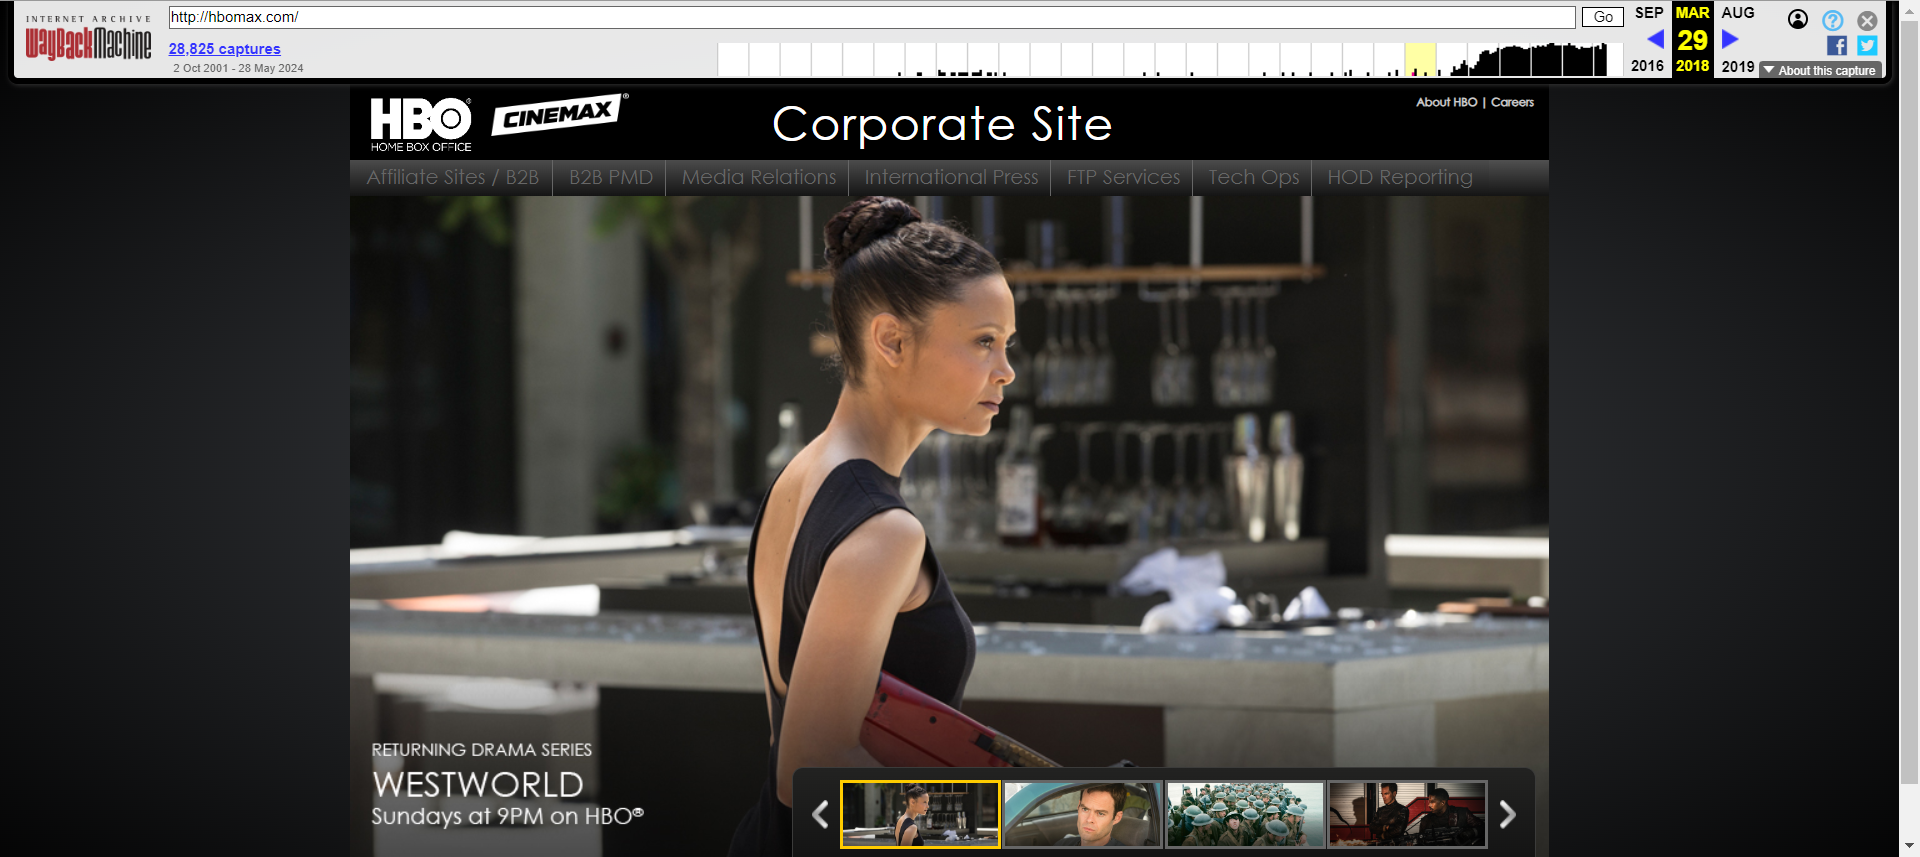 INTERNET ARCHIVE
WayBackMachine
http://hbomax.com/
Go
28,825 captures
2 Oct 2001 - 28 May 2024
SEP
MAR
AUG
29
2016
2018
2019
About this capture
HBO®
HOME BOX OFFICE
CINEMAX®
Corporate Site
About HBO | Careers
Affiliate Sites / B2B
B2B PMD
Media Relations
International Press
FTP Services
Tech Ops
HOD Reporting
RETURNING DRAMA SERIES
WESTWORLD
Sundays at 9PM on HBO®